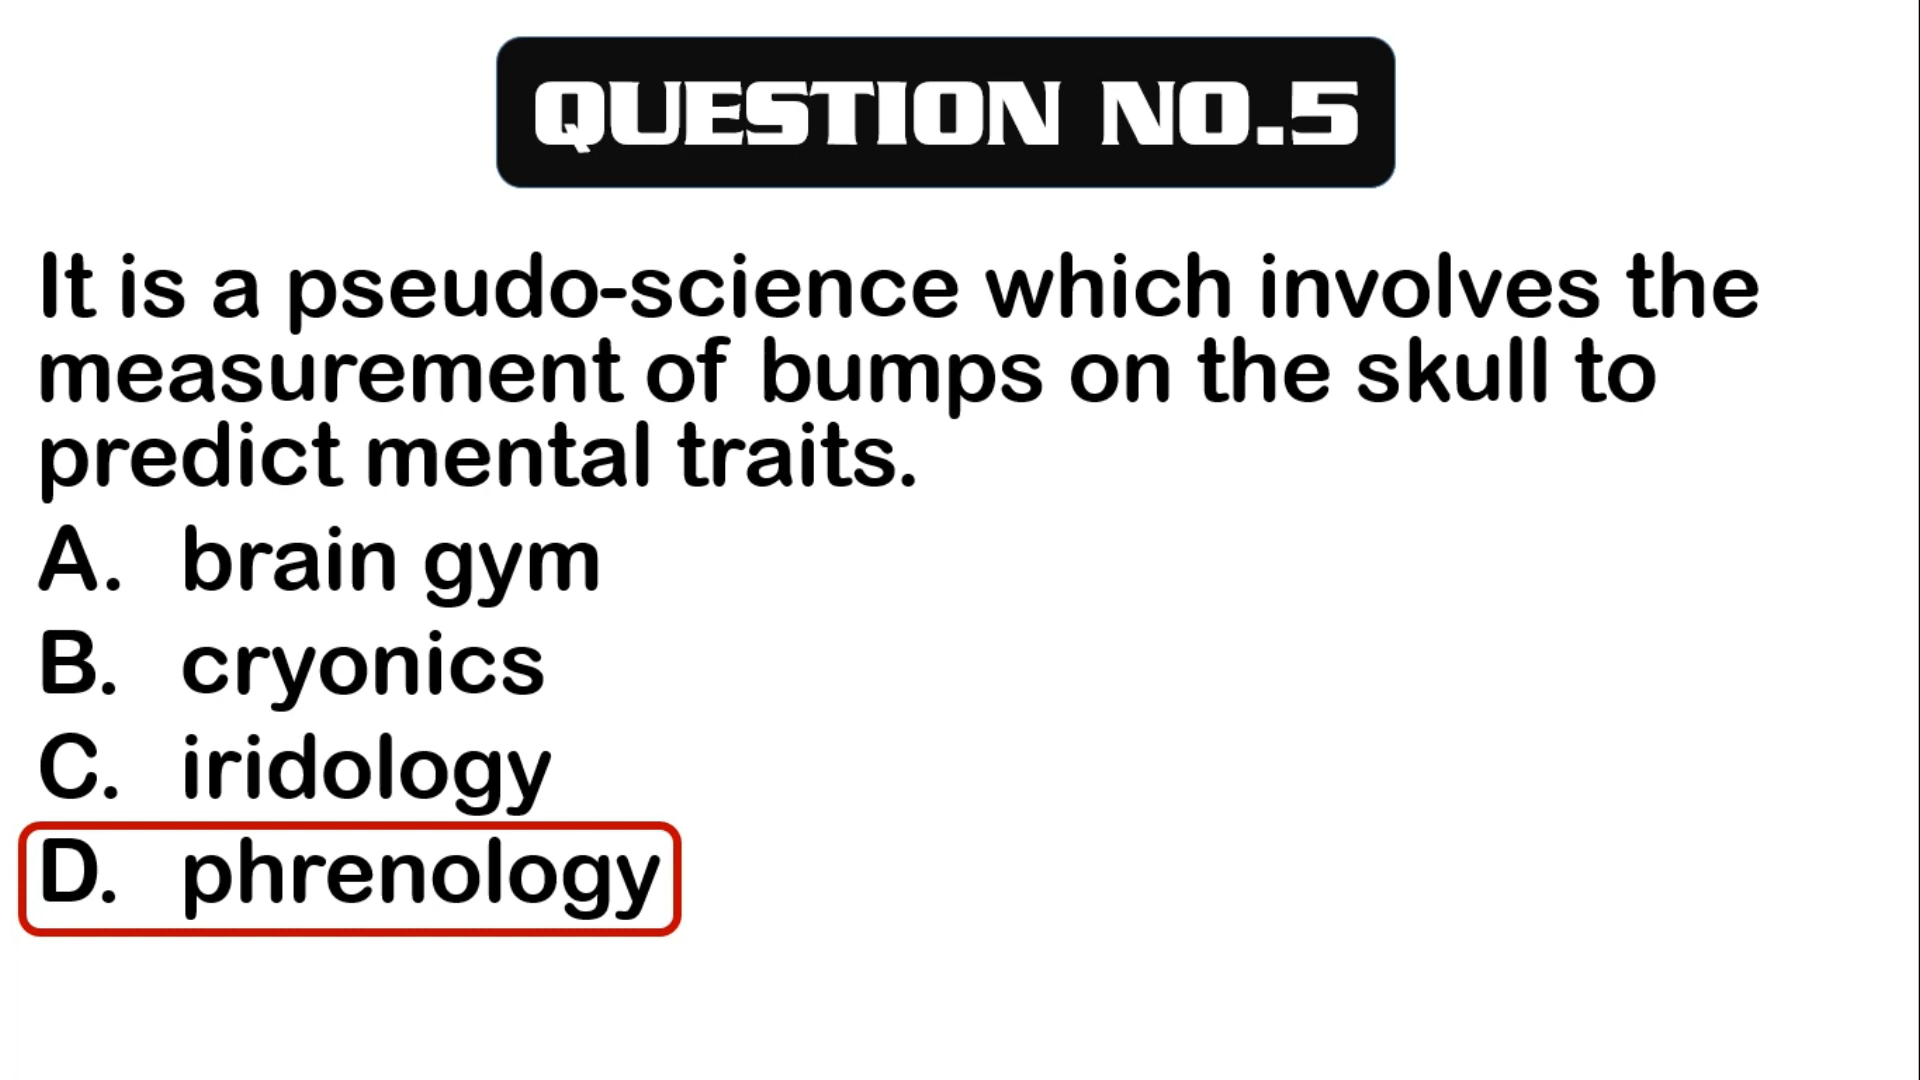 QUESTION NO.5
It is a pseudo-science which involves the
measurement of bumps on the skull to
predict mental traits.
A. brain gym
B. cryonics
C. iridology
D. phrenology